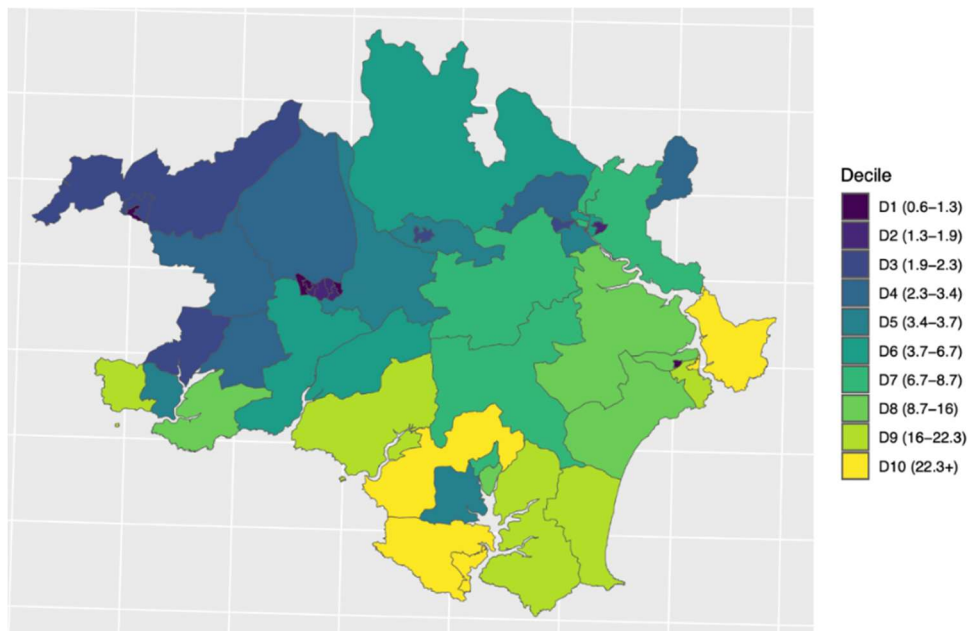 Decile
D1 (0.6–1.3)
D2 (1.3–1.9)
D3 (1.9–2.3)
D4 (2.3–3.4)
D5 (3.4–3.7)
D6 (3.7–6.7)
D7 (6.7–8.7)
D8 (8.7–16)
D9 (16–22.3)
D10 (22.3+)